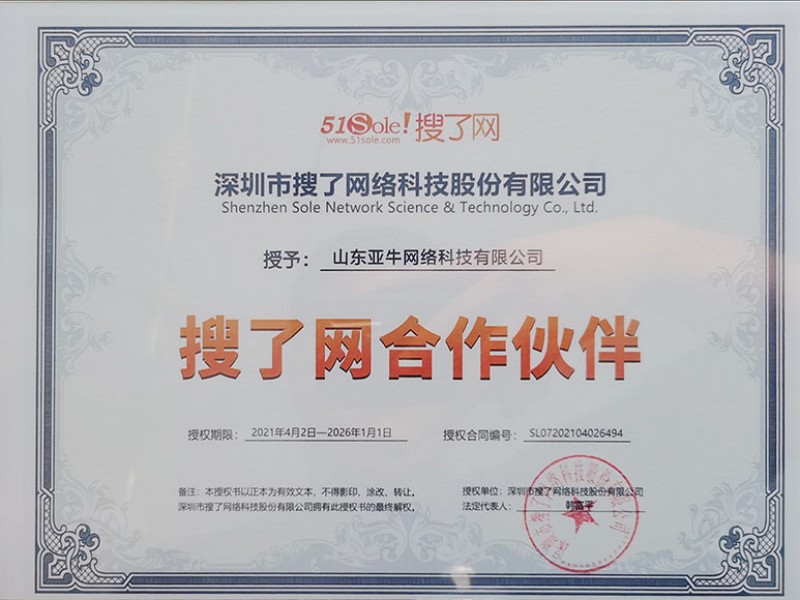 51Sole!搜了网
www.51sole.com
深圳市搜了网络科技股份有限公司
Shenzhen Sole Network Science & Technology Co., Ltd.
授予： 山东亚牛网络科技有限公司
搜了网合作伙伴
授权期限： 2021年4月2日—2026年1月1日
授权合同编号： SL07202104026494
备注：本授权书以正本为有效文本，不得影印、涂改、转让。
深圳市搜了网络科技股份有限公司拥有此授权书的最终解释权。
授权单位：深圳市搜了网络科技股份有限公司
法定代表人： 韩富平